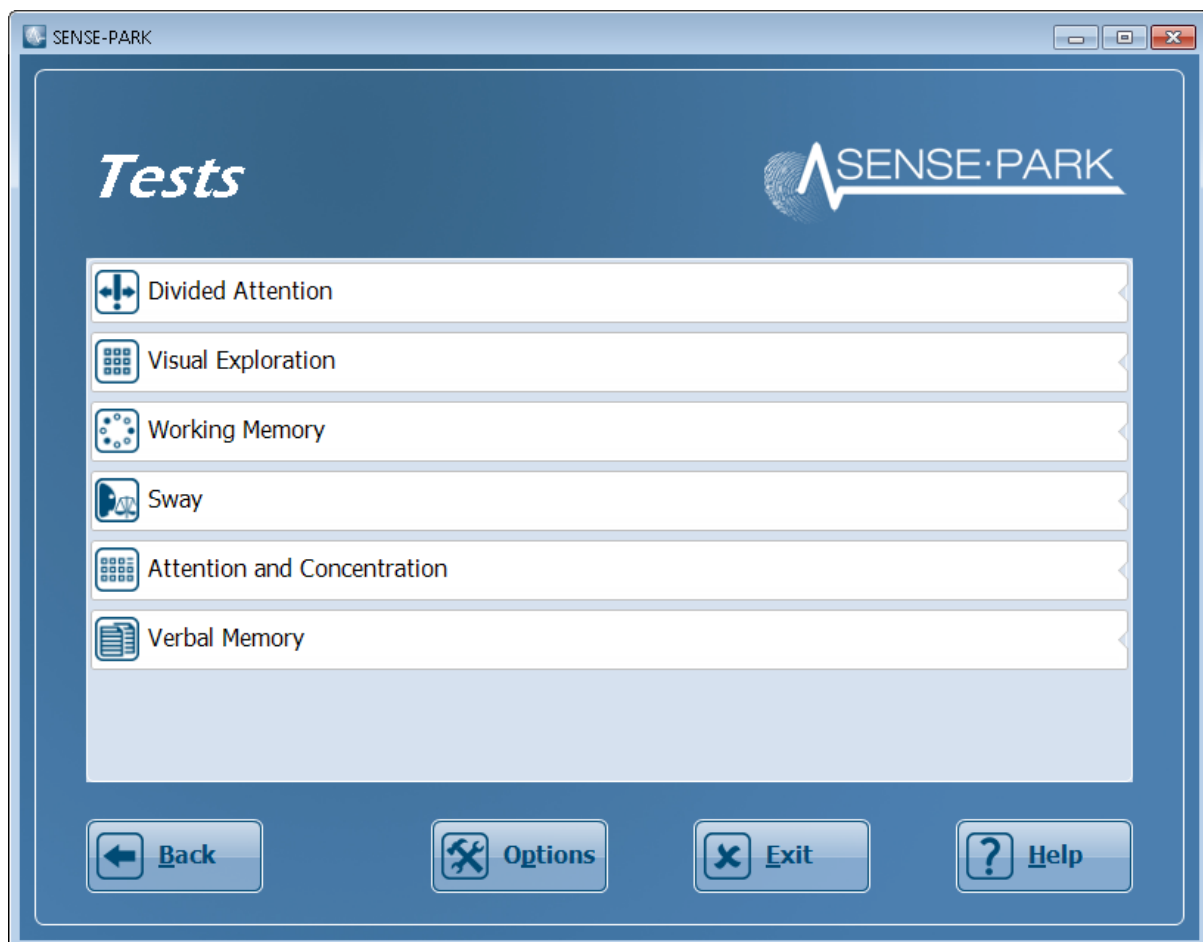 SENSE-PARK
Tests
SENSE·PARK
Divided Attention
Visual Exploration
Working Memory
Sway
Attention and Concentration
Verbal Memory
Back
Options
Exit
? Help